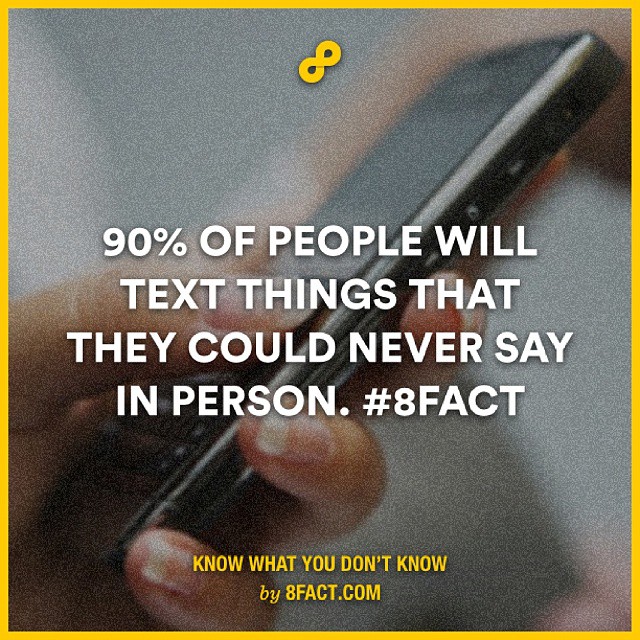 90% OF PEOPLE WILL
TEXT THINGS THAT
THEY COULD NEVER SAY
IN PERSON. #8FACT
KNOW WHAT YOU DON'T KNOW
by 8FACT.COM